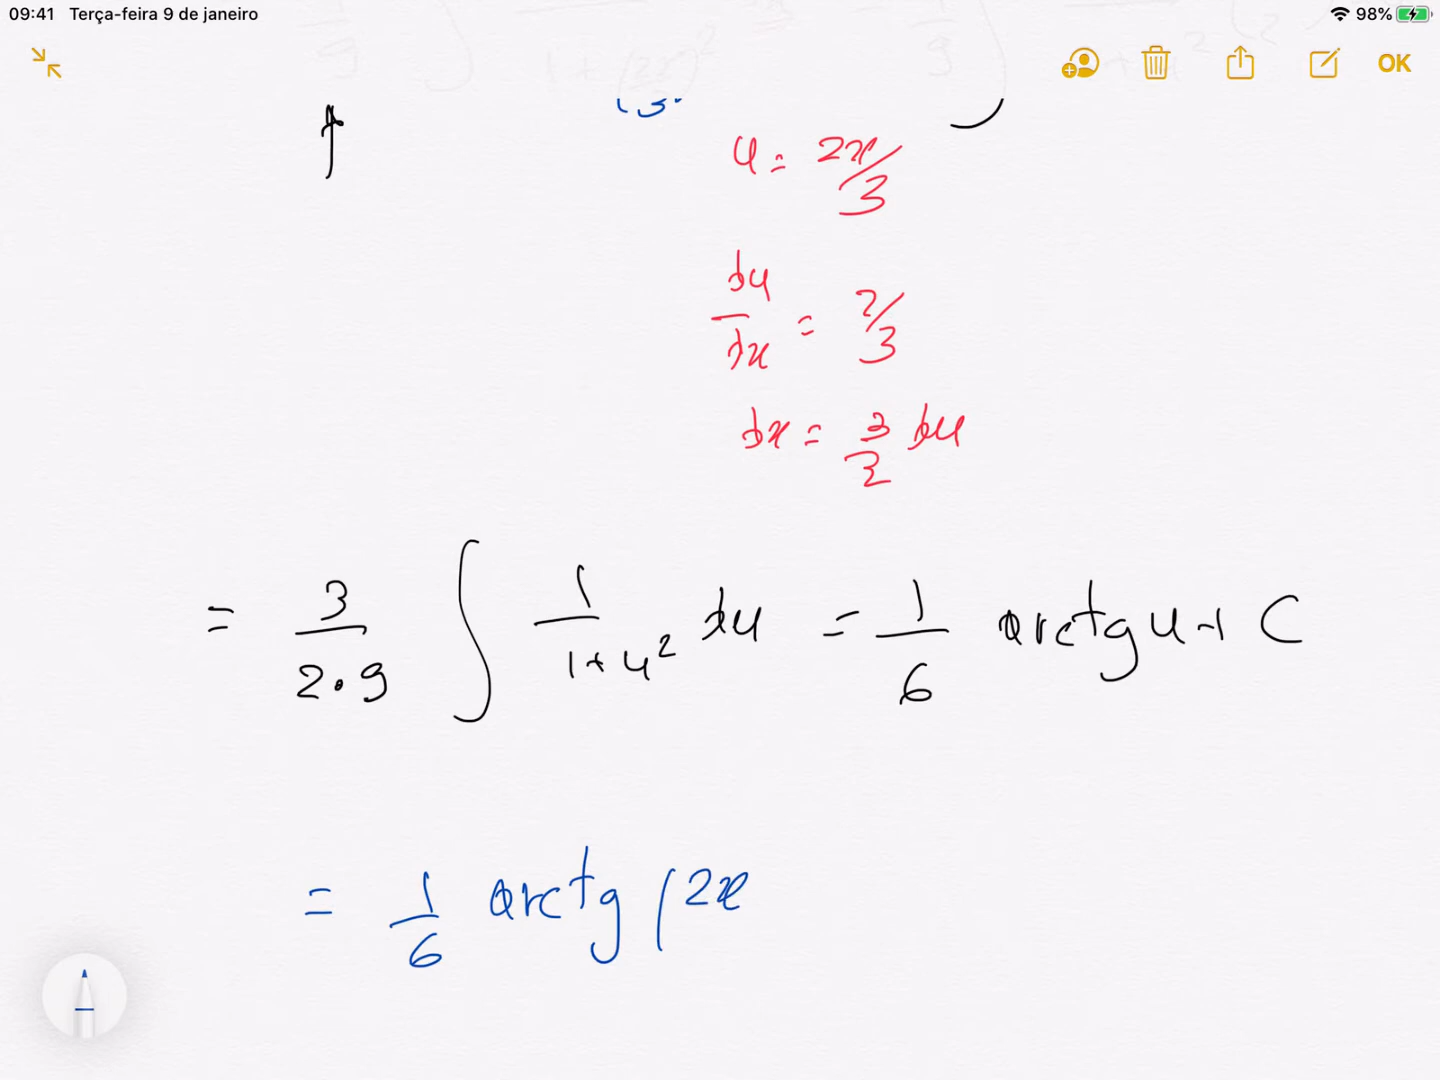 09:41 Terça-feira 9 de janeiro 98%
OK
u = 2x/3
du/dx = 2/3
dx = 3/2 du
= 3/(2·9) ∫ 1/(1+u²) du = 1/6 arctg u + C
= 1/6 arctg (2x